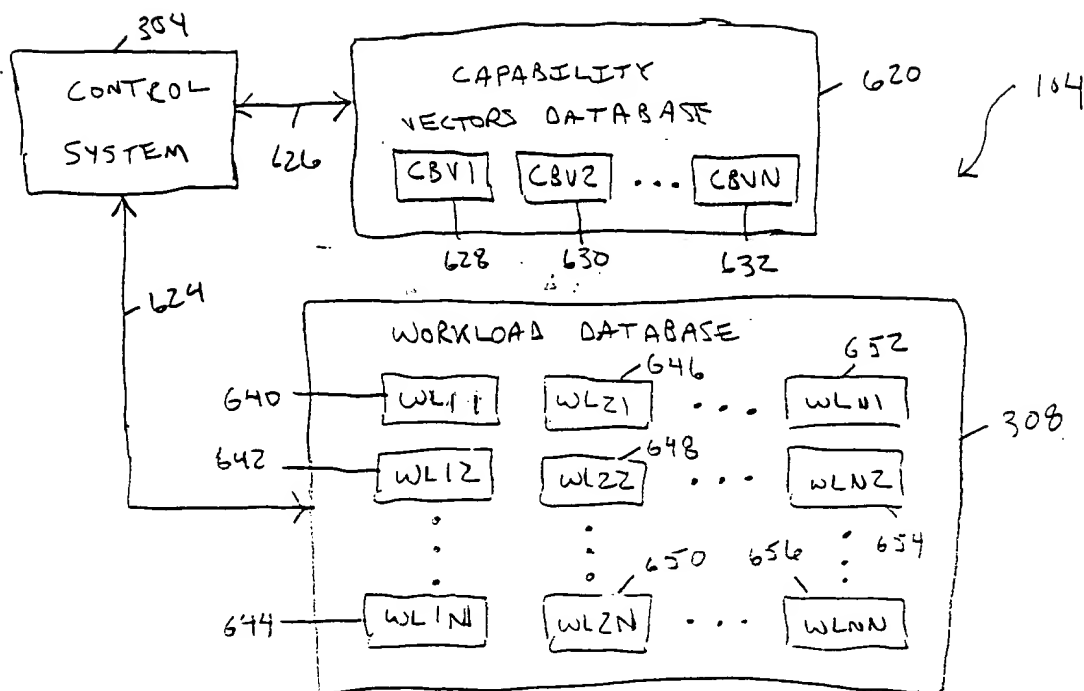 304
CONTROL
SYSTEM
626
CAPABILITY
VECTORS DATABASE
CBV1 CBV2 ... CBVN
628 630 632
620
104
624
WORKLOAD DATABASE
646 652
640 WL11 WL21 ... WLN1
308
642 648
WL12 WL22 ... WLN2
654
650 656
644 WL1N WL2N ... WLNN